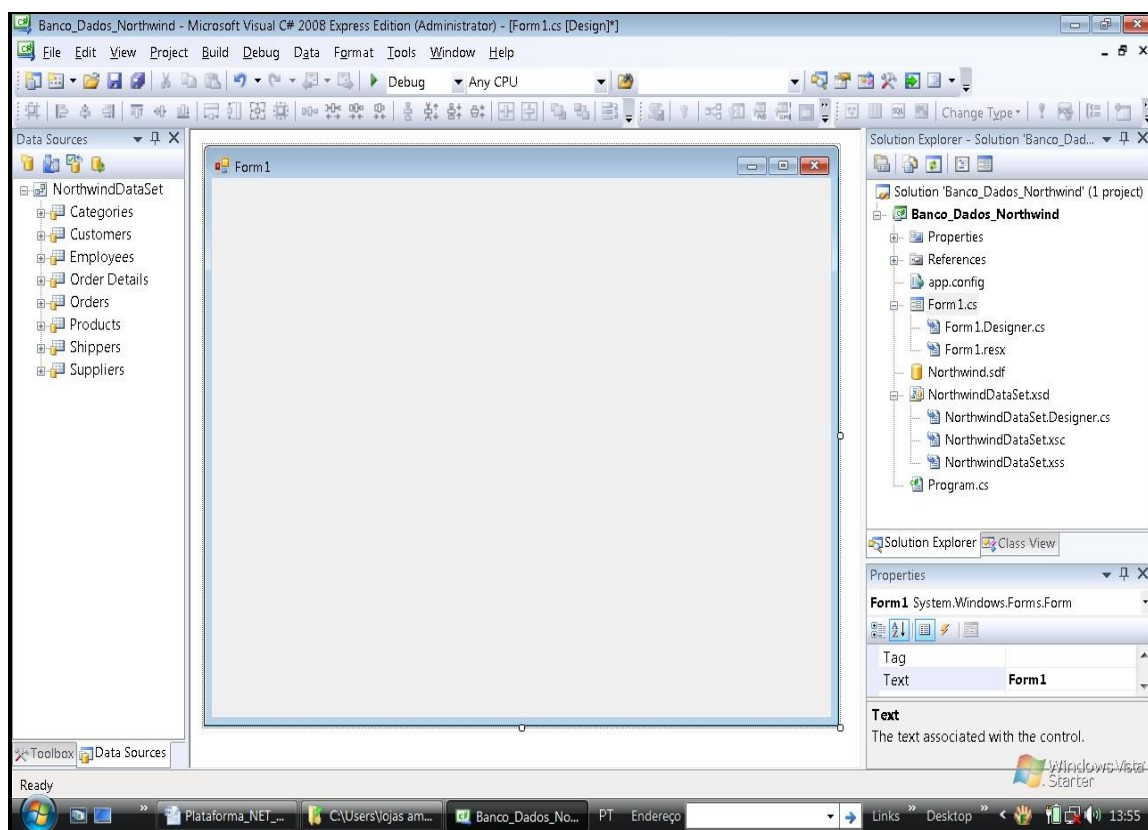 Banco_Dados_Northwind - Microsoft Visual C# 2008 Express Edition (Administrator) - [Form1.cs [Design]*]
File Edit View Project Build Debug Data Format Tools Window Help
Debug Any CPU
Change Type
Data Sources
NorthwindDataSet
Categories
Customers
Employees
Order Details
Orders
Products
Shippers
Suppliers
Toolbox Data Sources
Form1
Solution Explorer - Solution 'Banco_Dad...
Solution 'Banco_Dados_Northwind' (1 project)
Banco_Dados_Northwind
Properties
References
app.config
Form1.cs
Form1.Designer.cs
Form1.resx
Northwind.sdf
NorthwindDataSet.xsd
NorthwindDataSet.Designer.cs
NorthwindDataSet.xsc
NorthwindDataSet.xss
Program.cs
Solution Explorer Class View
Properties
Form1 System.Windows.Forms.Form
Tag
Text Form1
Text
The text associated with the control.
Windows Vista
Starter
Ready
Plataforma_NET_... C:\Users\lojas am... Banco_Dados_No... PT Endereço Links Desktop 13:55